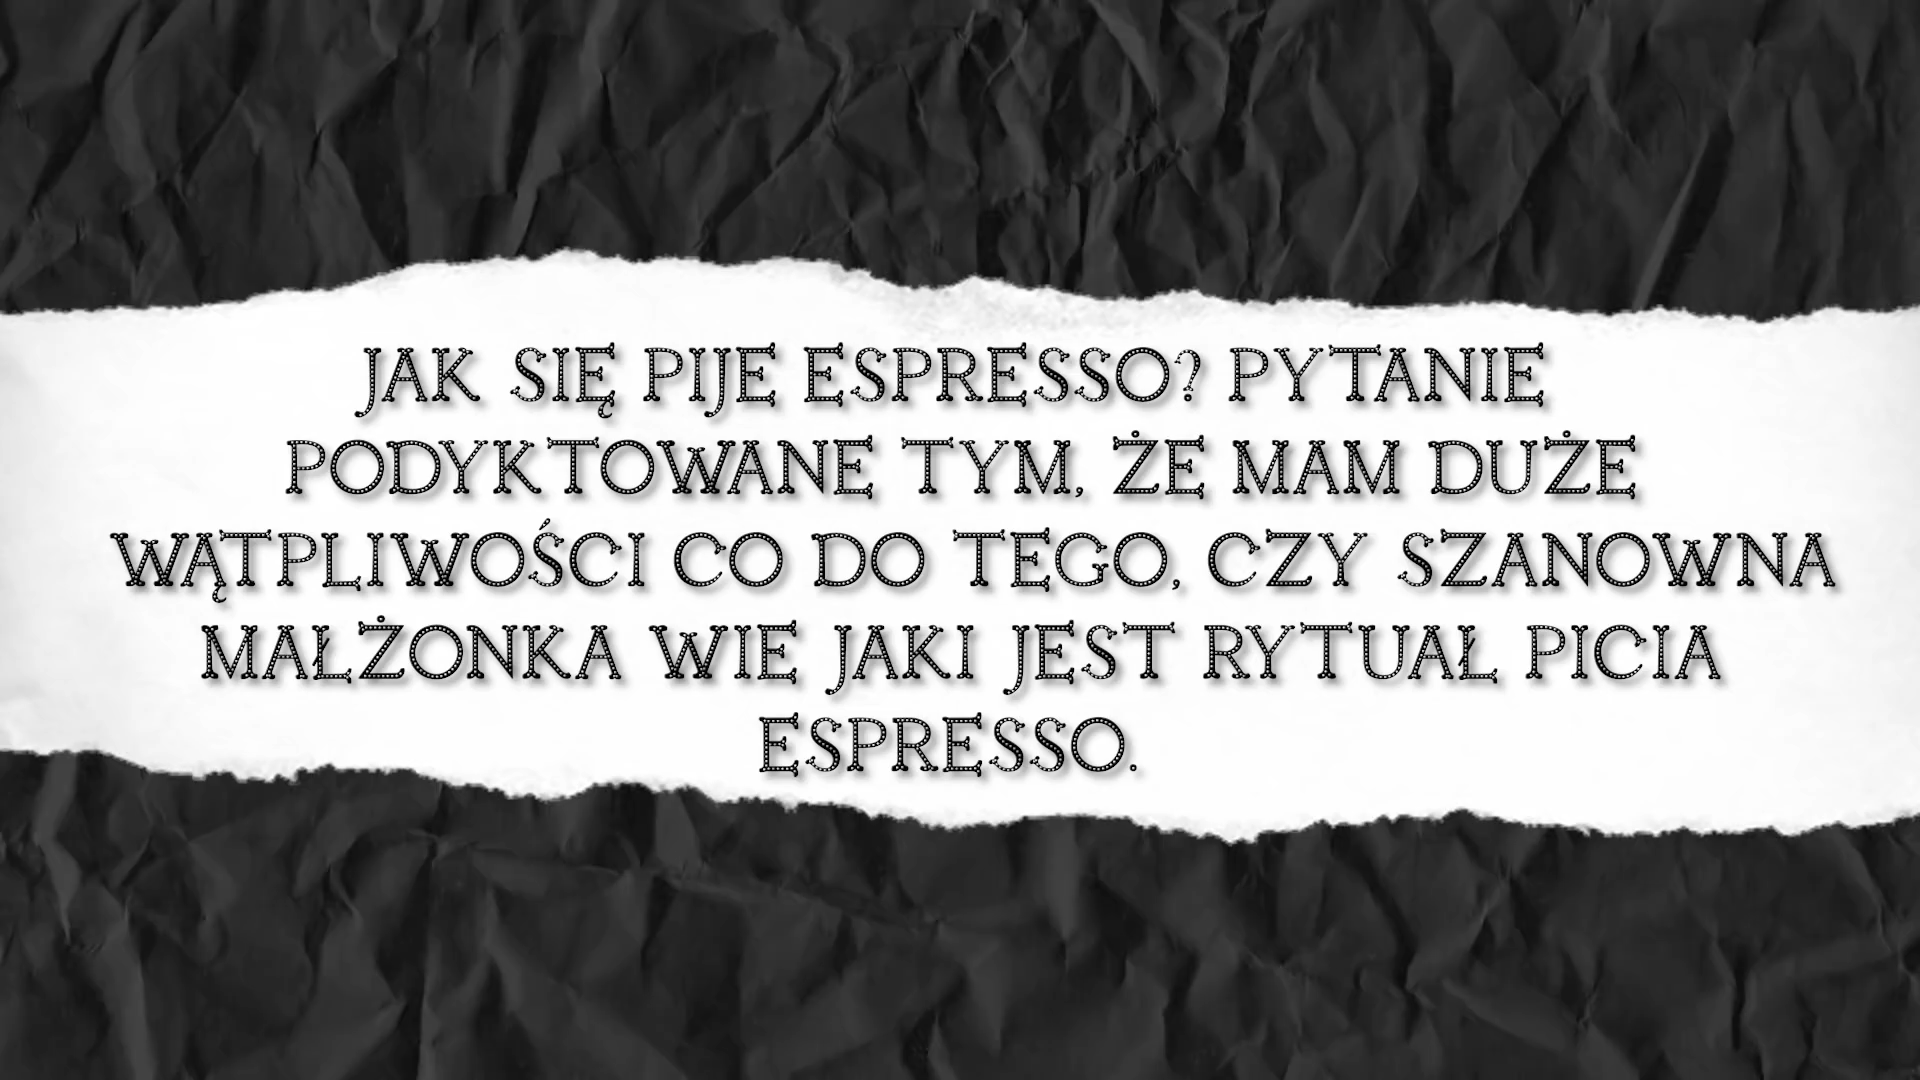 JAK SIĘ PIJE ESPRESSO? PYTANIE
PODYKTOWANE TYM, ŻE MAM DUŻE
WĄTPLIWOŚCI CO DO TEGO, CZY SZANOWNA
MAŁŻONKA WIE JAKI JEST RYTUAŁ PICIA
ESPRESSO.